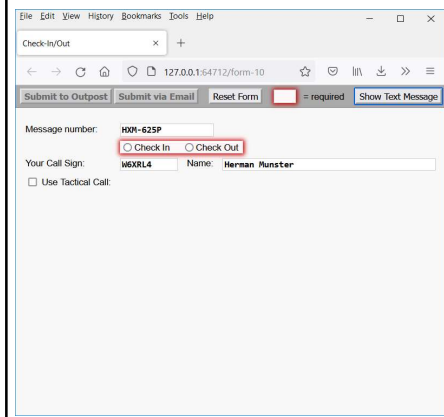 File Edit View History Bookmarks Tools Help
Check-In/Out
127.0.0.1:64712/form-10
Submit to Outpost Submit via Email Reset Form = required Show Text Message
Message number: HXM-625P
Check In Check Out
Your Call Sign: W6XRL4 Name: Herman Munster
Use Tactical Call: